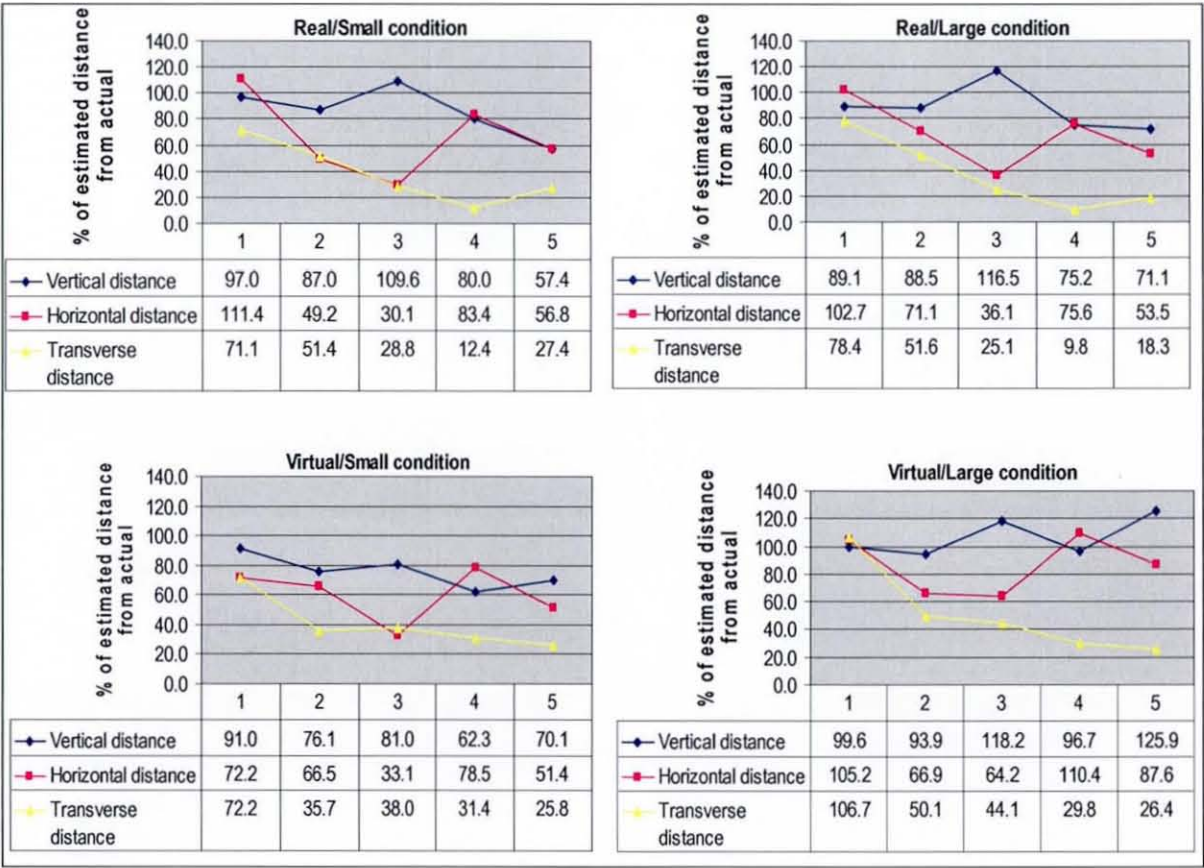 Real/Small condition
% of estimated distance
from actual
140.0
120.0
100.0
80.0
60.0
40.0
20.0
0.0
1 2 3 4 5
Vertical distance 97.0 87.0 109.6 80.0 57.4
Horizontal distance 111.4 49.2 30.1 83.4 56.8
Transverse 71.1 51.4 28.8 12.4 27.4
distance
Real/Large condition
% of estimated distance
from actual
140.0
120.0
100.0
80.0
60.0
40.0
20.0
0.0
1 2 3 4 5
Vertical distance 89.1 88.5 116.5 75.2 71.1
Horizontal distance 102.7 71.1 36.1 75.6 53.5
Transverse 78.4 51.6 25.1 9.8 18.3
distance
Virtual/Small condition
% of estimated distance
from actual
140.0
120.0
100.0
80.0
60.0
40.0
20.0
0.0
1 2 3 4 5
Vertical distance 91.0 76.1 81.0 62.3 70.1
Horizontal distance 72.2 66.5 33.1 78.5 51.4
Transverse 72.2 35.7 38.0 31.4 25.8
distance
Virtual/Large condition
% of estimated distance
from actual
140.0
120.0
100.0
80.0
60.0
40.0
20.0
0.0
1 2 3 4 5
Vertical distance 99.6 93.9 118.2 96.7 125.9
Horizontal distance 105.2 66.9 64.2 110.4 87.6
Transverse 106.7 50.1 44.1 29.8 26.4
distance